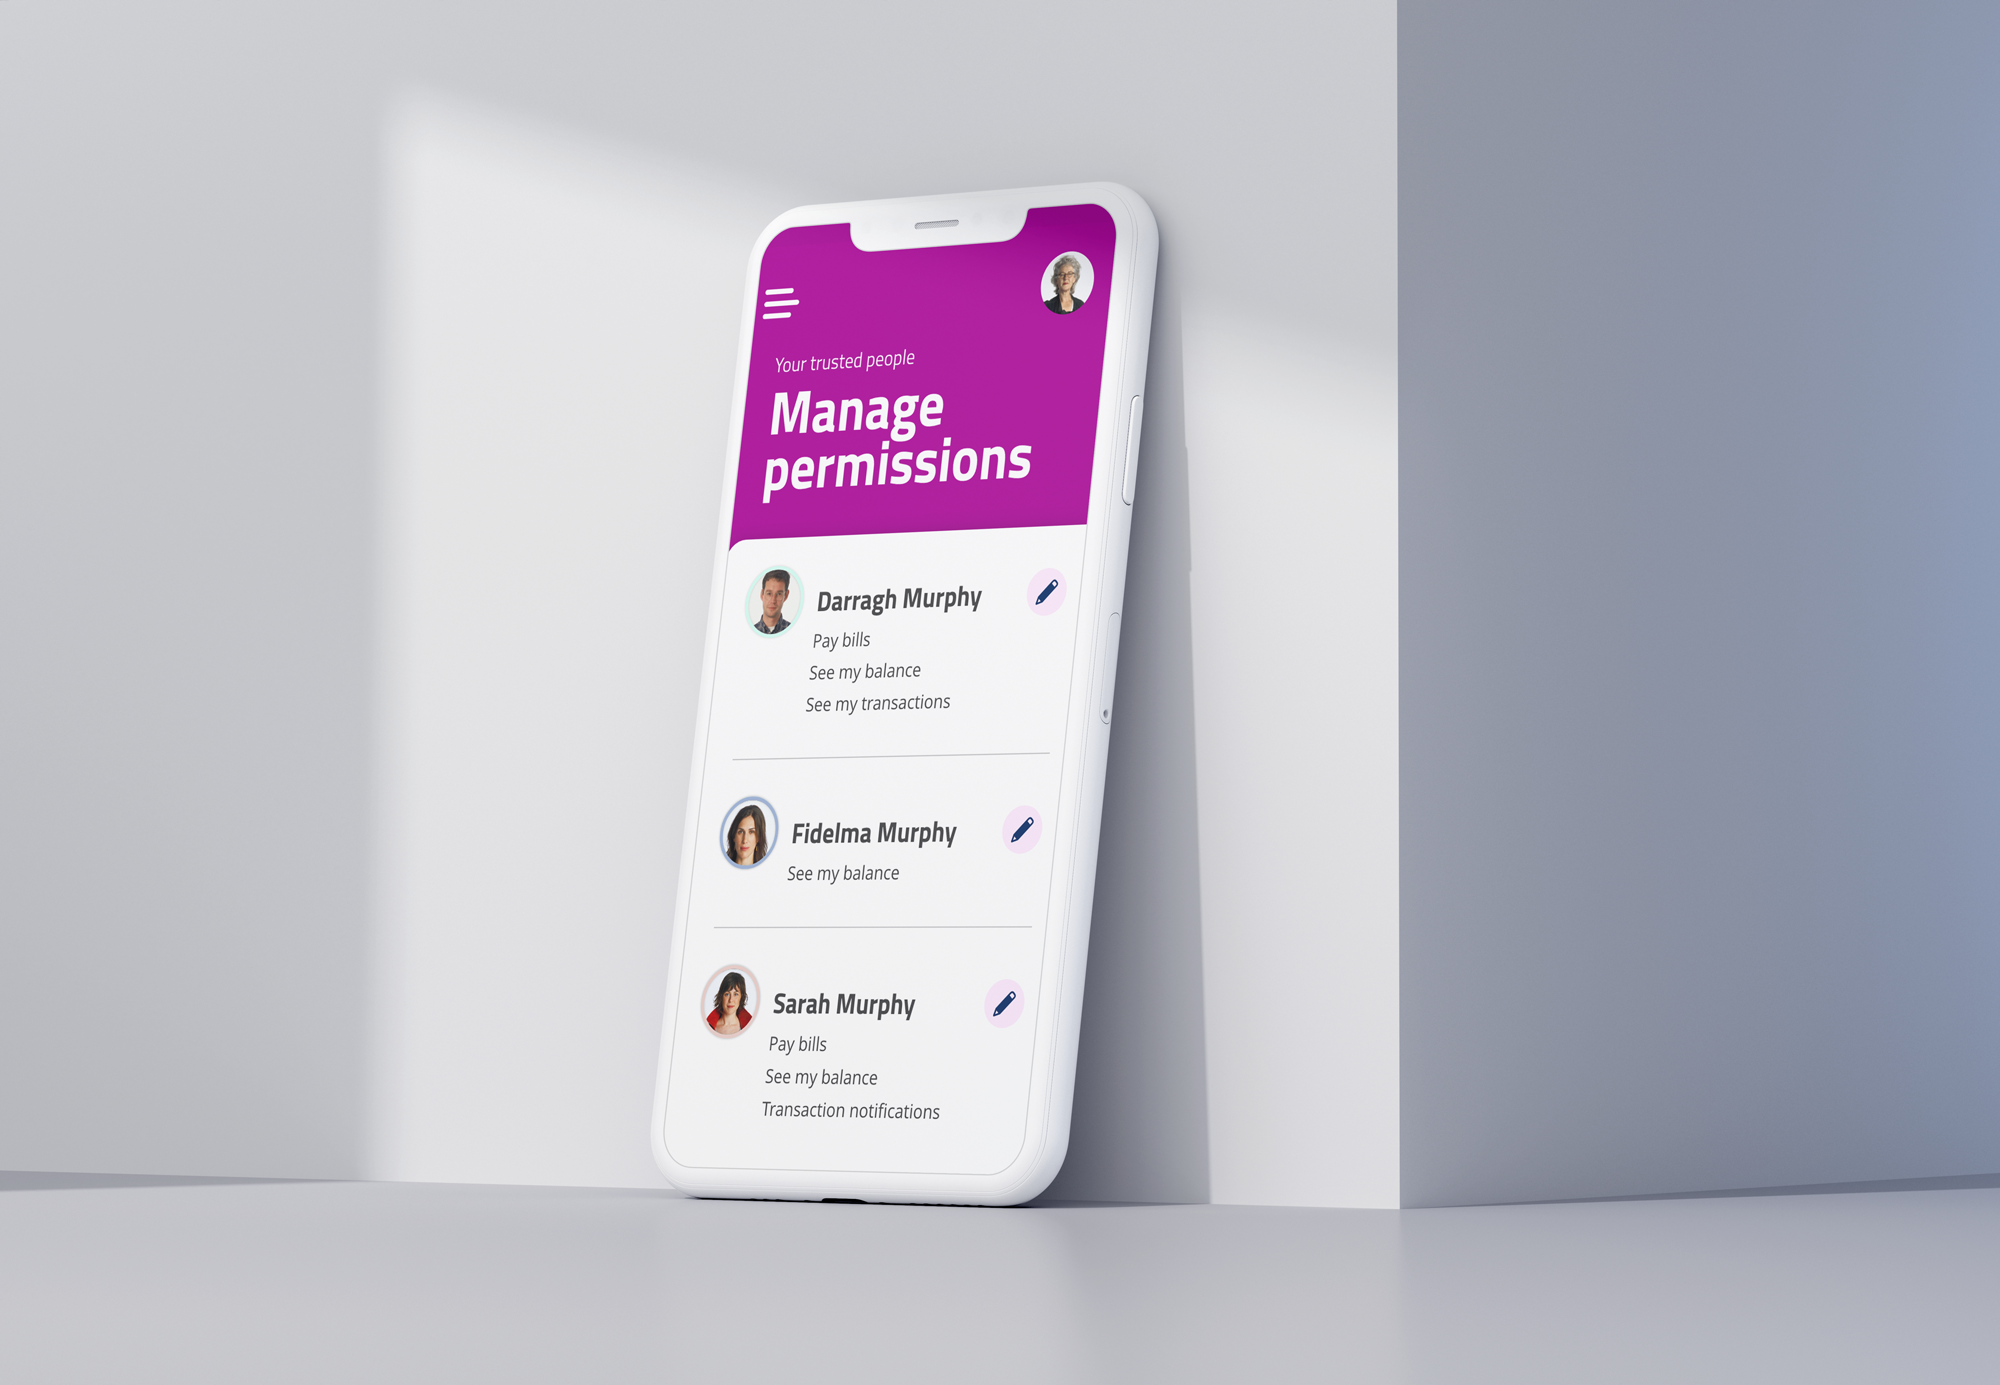 Your trusted people
Manage
permissions
Darragh Murphy
Pay bills
See my balance
See my transactions
Fidelma Murphy
See my balance
Sarah Murphy
Pay bills
See my balance
Transaction notifications